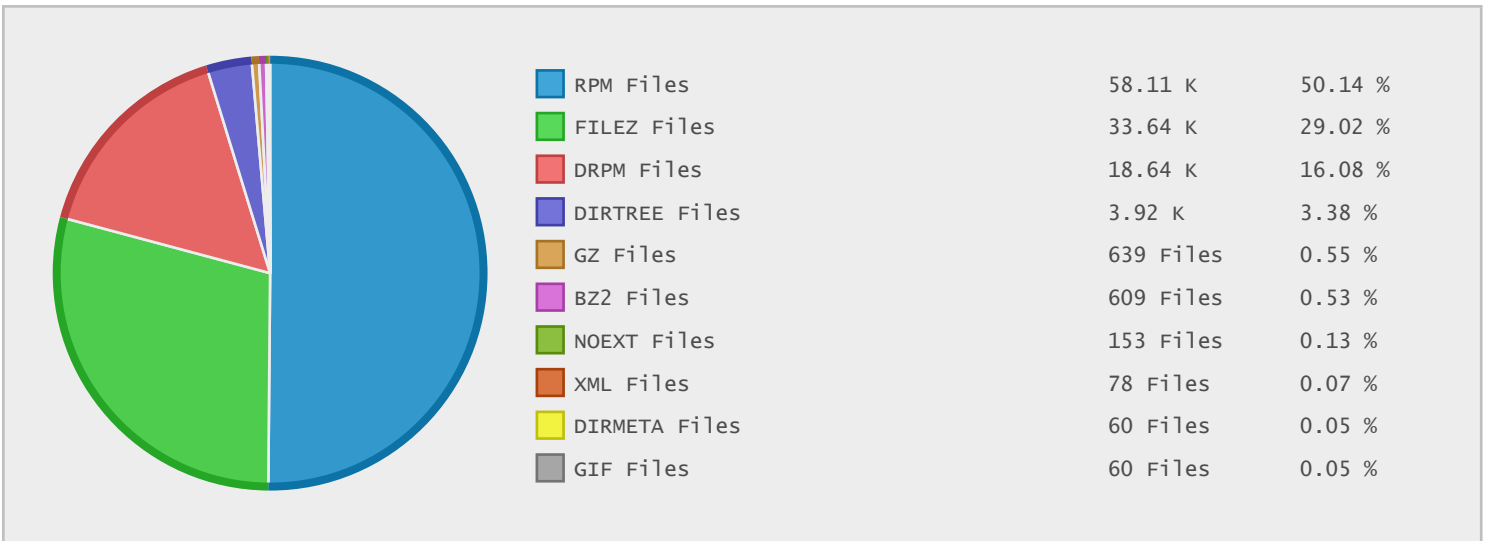 RPM Files 58.11 K 50.14 %
FILEZ Files 33.64 K 29.02 %
DRPM Files 18.64 K 16.08 %
DIRTREE Files 3.92 K 3.38 %
GZ Files 639 Files 0.55 %
BZ2 Files 609 Files 0.53 %
NOEXT Files 153 Files 0.13 %
XML Files 78 Files 0.07 %
DIRMETA Files 60 Files 0.05 %
GIF Files 60 Files 0.05 %